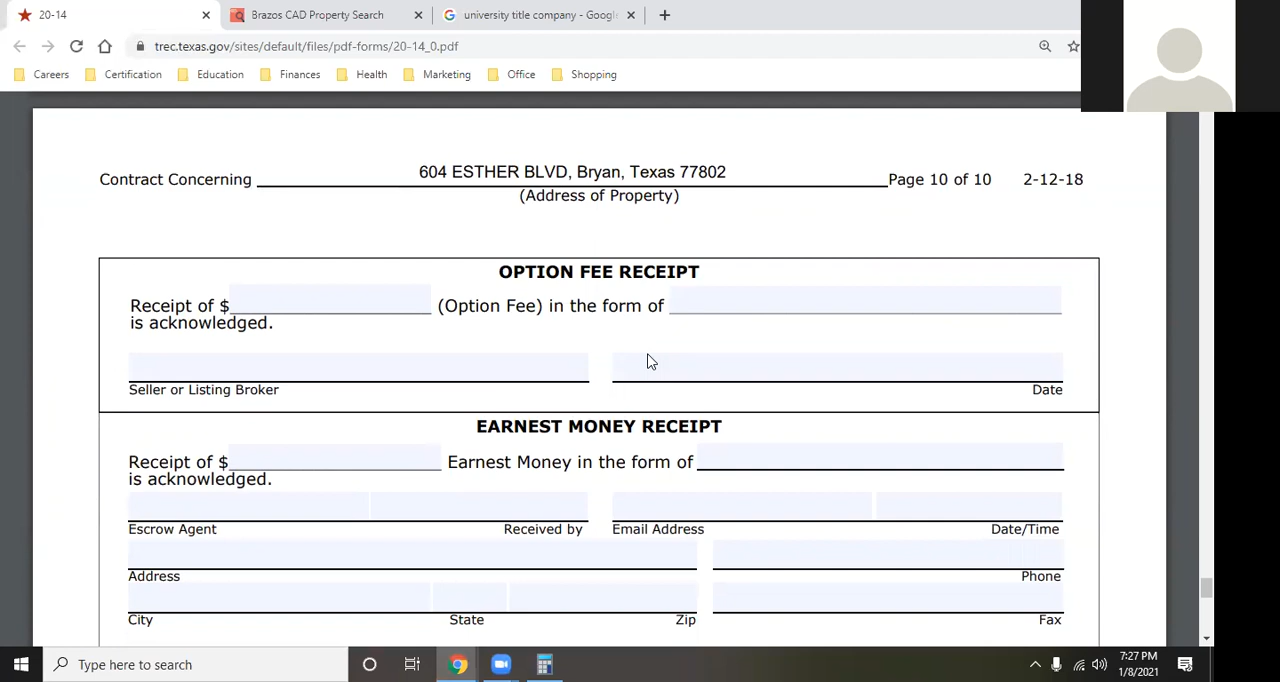 20-14
Brazos CAD Property Search
university title company - Google
trec.texas.gov/sites/default/files/pdf-forms/20-14_0.pdf
Careers Certification Education Finances Health Marketing Office Shopping
604 ESTHER BLVD, Bryan, Texas 77802
Contract Concerning Page 10 of 10 2-12-18
(Address of Property)
OPTION FEE RECEIPT
Receipt of $ (Option Fee) in the form of
is acknowledged.
Seller or Listing Broker Date
EARNEST MONEY RECEIPT
Receipt of $ Earnest Money in the form of
is acknowledged.
Escrow Agent Received by Email Address Date/Time
Address Phone
City State Zip Fax
Type here to search
7:27 PM
1/8/2021